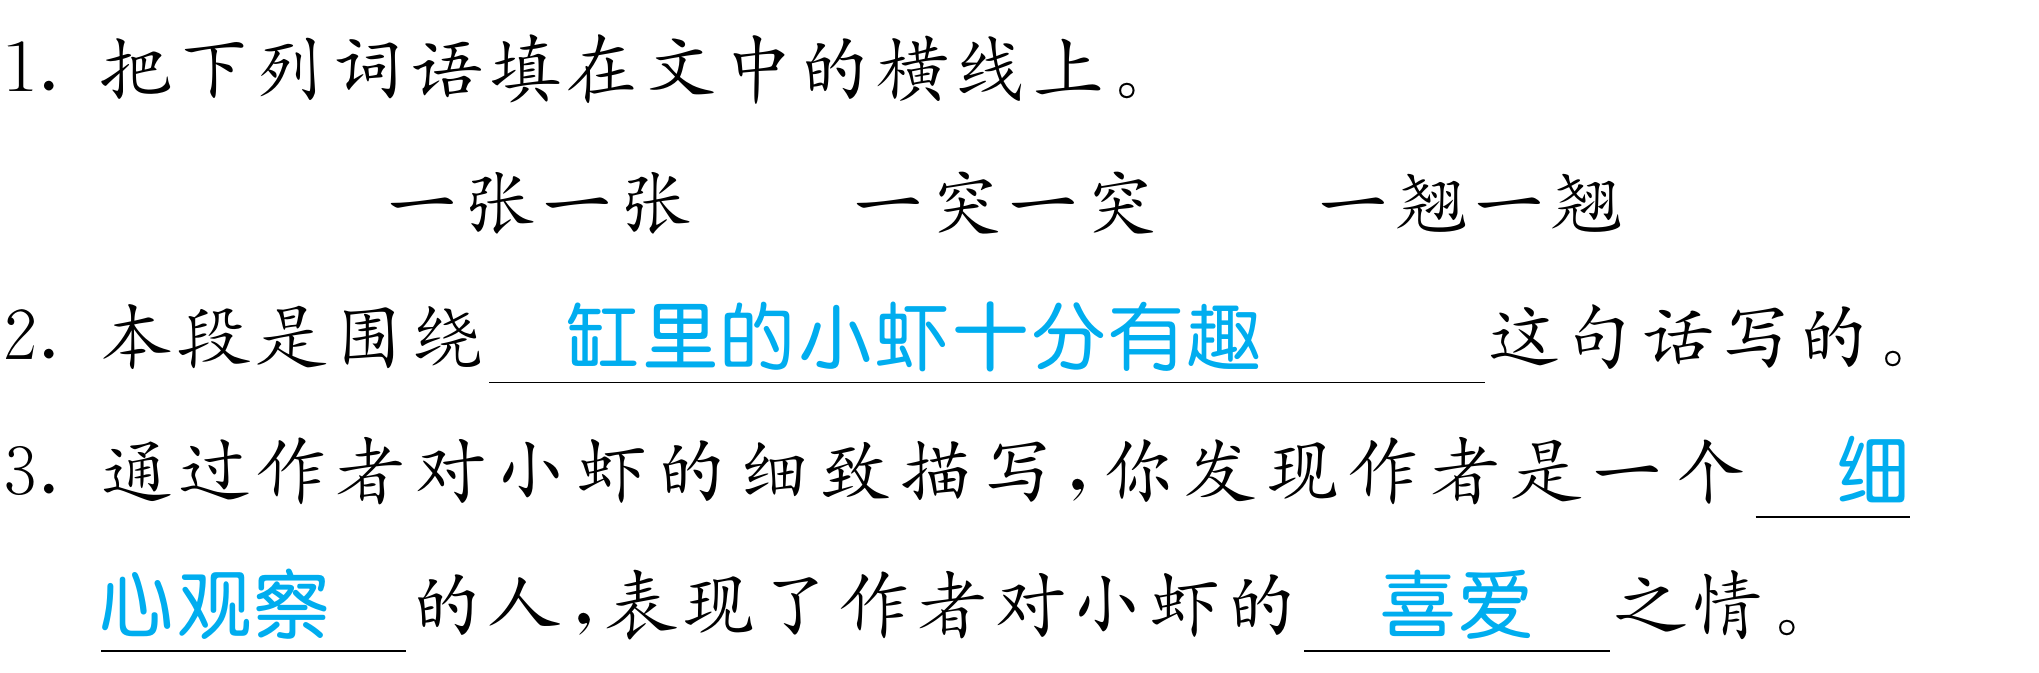 1. 把下列词语填在文中的横线上。
一张一张 一突一突 一翘一翘
2. 本段是围绕 缸里的小虾十分有趣 这句话写的。
3. 通过作者对小虾的细致描写,你发现作者是一个 细
心观察 的人,表现了作者对小虾的 喜爱 之情。